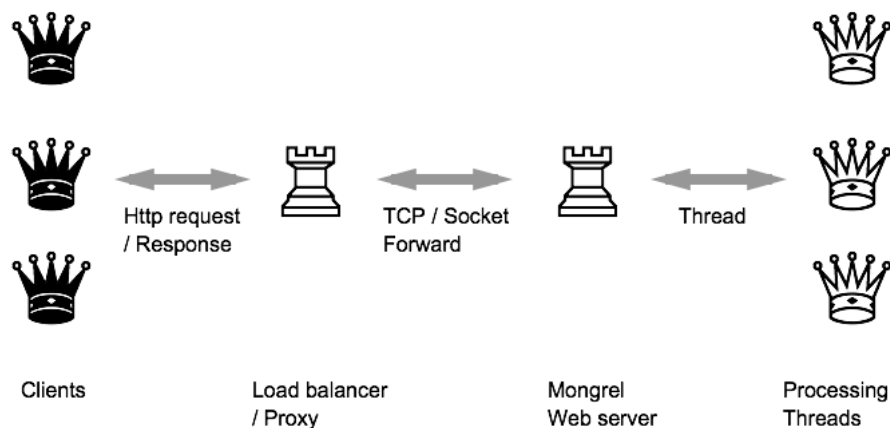 Http request
/ Response
TCP / Socket
Forward
Thread
Clients
Load balancer
/ Proxy
Mongrel
Web server
Processing
Threads